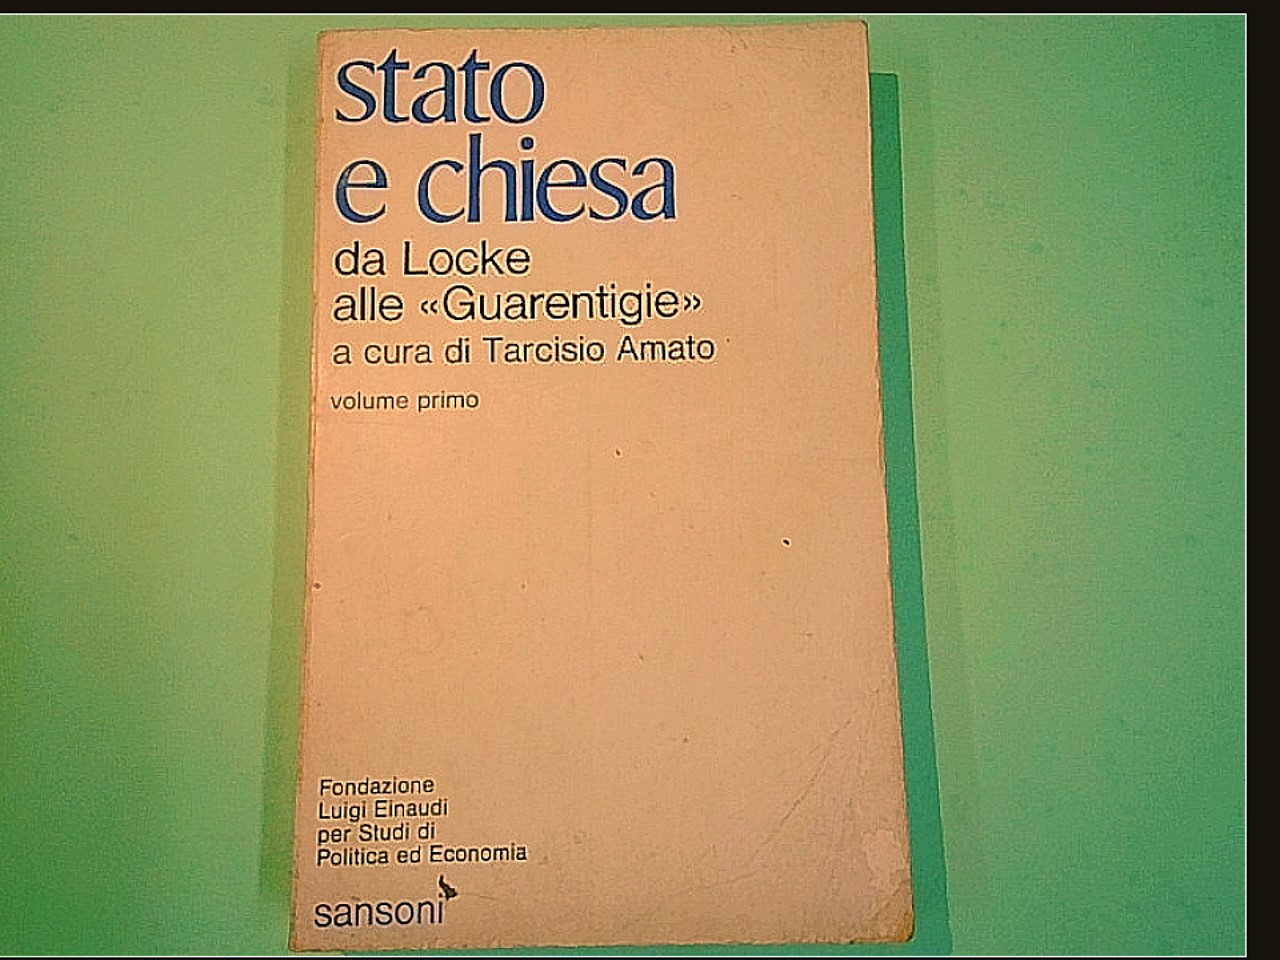 stato
e chiesa
da Locke
alle «Guarentigie»
a cura di Tarcisio Amato
volume primo
Fondazione
Luigi Einaudi
per Studi di
Politica ed Economia
sansoni